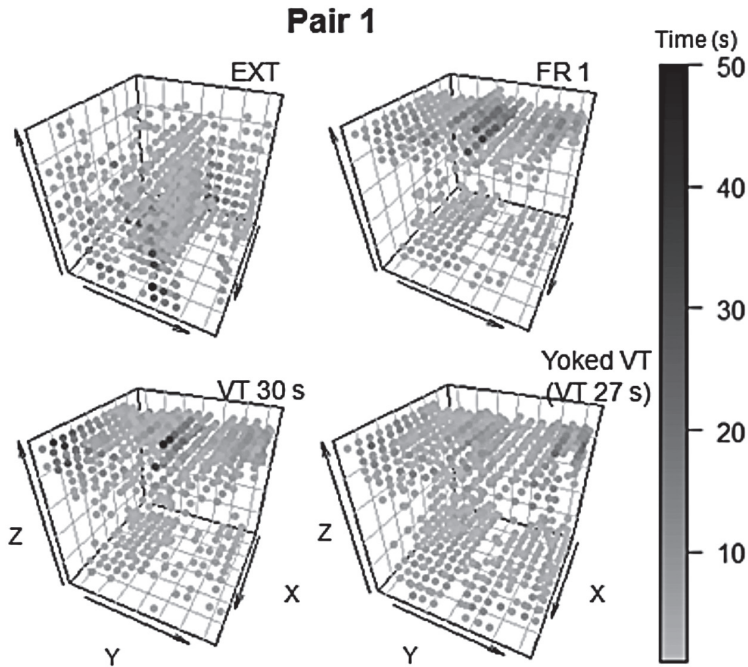 Pair 1
Time (s)
EXT
FR 1
50
40
30
20
10
VT 30 s
Yoked VT
(VT 27 s)
Z
X
Y
Z
X
Y